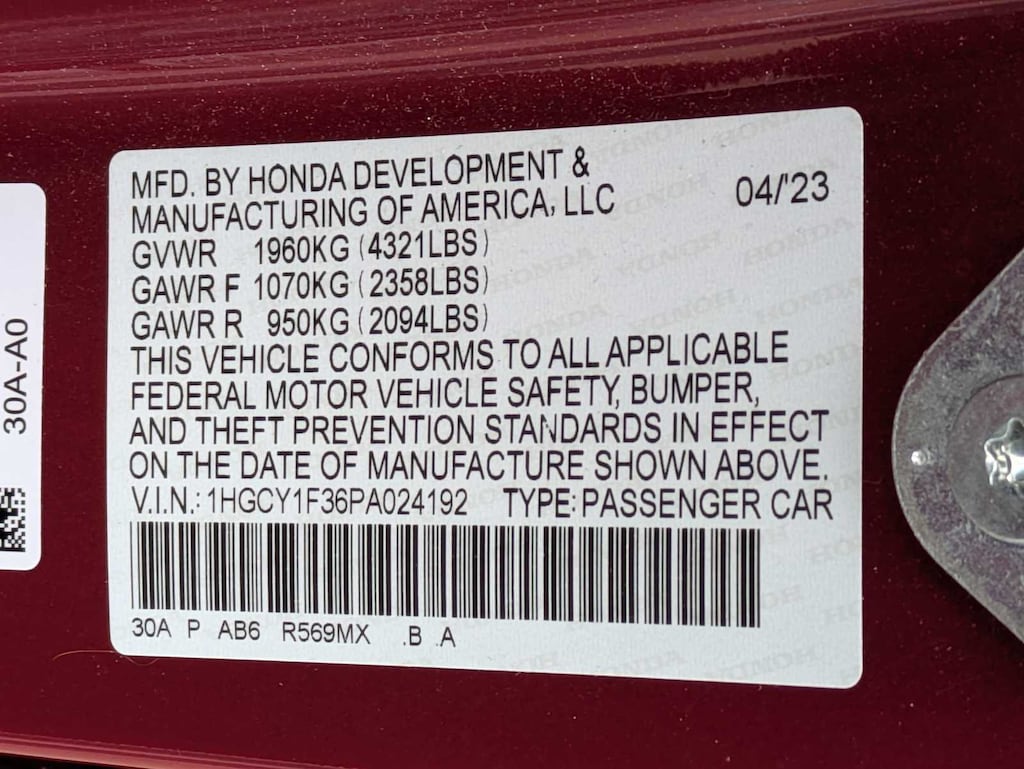 MFD. BY HONDA DEVELOPMENT &
MANUFACTURING OF AMERICA, LLC 04/'23
GVWR 1960KG (4321LBS)
GAWR F 1070KG (2358LBS)
GAWR R 950KG (2094LBS)
THIS VEHICLE CONFORMS TO ALL APPLICABLE
FEDERAL MOTOR VEHICLE SAFETY, BUMPER,
AND THEFT PREVENTION STANDARDS IN EFFECT
ON THE DATE OF MANUFACTURE SHOWN ABOVE.
V.I.N.: 1HGCY1F36PA024192 TYPE: PASSENGER CAR
30A P AB6 R569MX .B .A
30A-A0